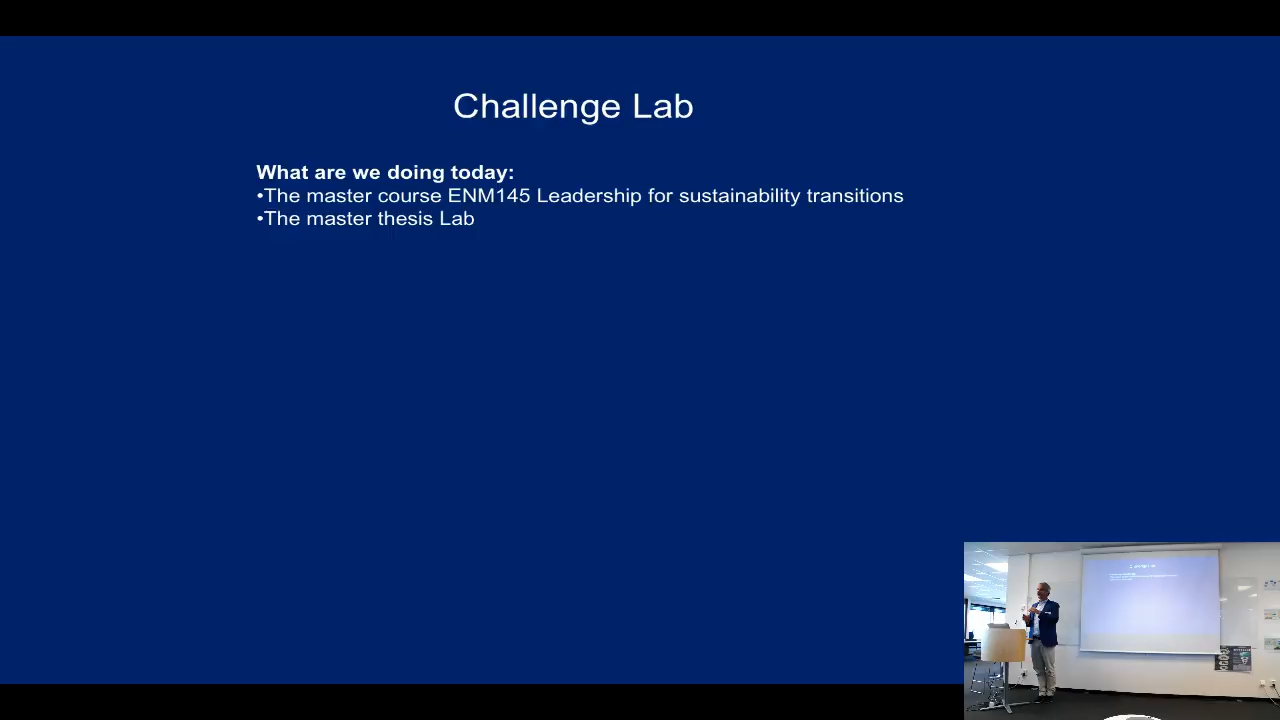 Challenge Lab
What are we doing today:
•The master course ENM145 Leadership for sustainability transitions
•The master thesis Lab